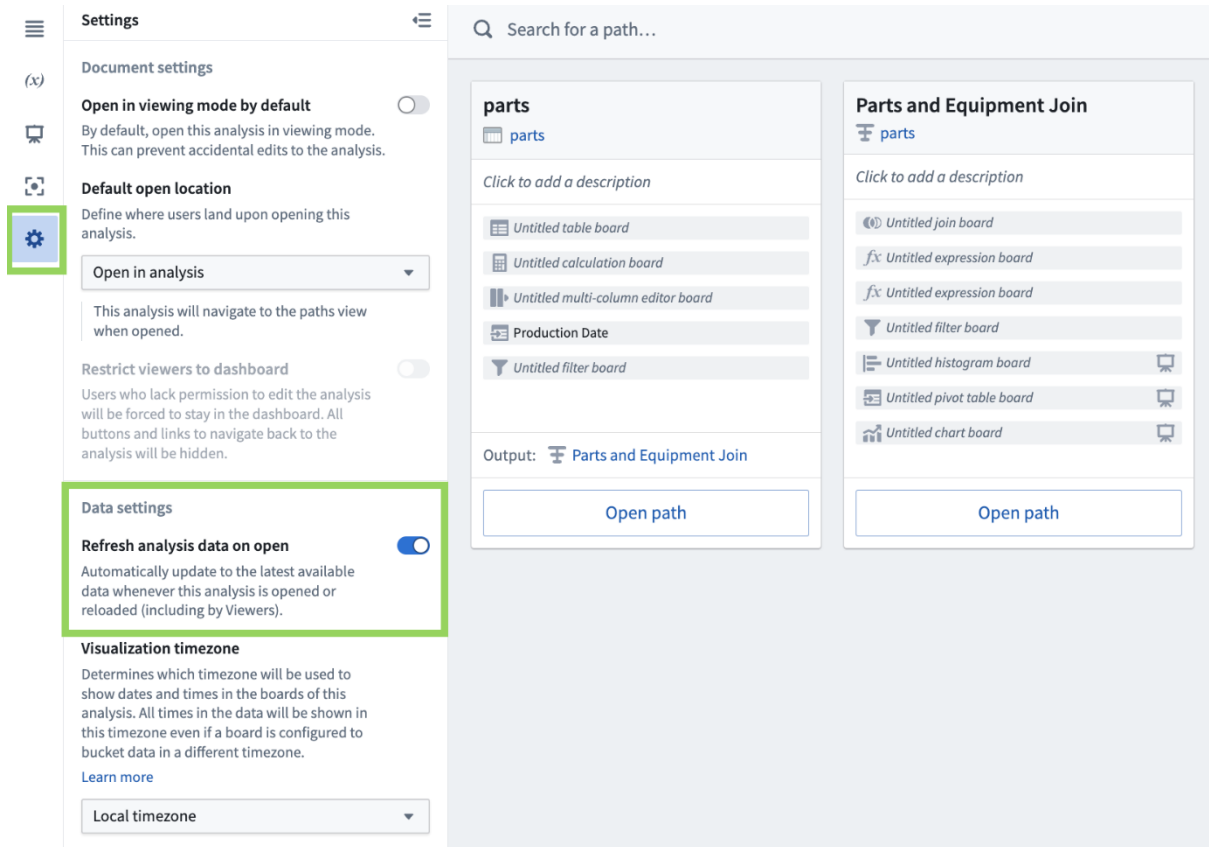 Settings
(x)
Document settings
Open in viewing mode by default
By default, open this analysis in viewing mode.
This can prevent accidental edits to the analysis.
Default open location
Define where users land upon opening this
analysis.
Open in analysis
This analysis will navigate to the paths view
when opened.
Restrict viewers to dashboard
Users who lack permission to edit the analysis
will be forced to stay in the dashboard. All
buttons and links to navigate back to the
analysis will be hidden.
Data settings
Refresh analysis data on open
Automatically update to the latest available
data whenever this analysis is opened or
reloaded (including by Viewers).
Visualization timezone
Determines which timezone will be used to
show dates and times in the boards of this
analysis. All times in the data will be shown in
this timezone even if a board is configured to
bucket data in a different timezone.
Learn more
Local timezone
Search for a path...
parts
parts
Click to add a description
Untitled table board
Untitled calculation board
Untitled multi-column editor board
Production Date
Untitled filter board
Output: Parts and Equipment Join
Open path
Parts and Equipment Join
parts
Click to add a description
Untitled join board
fx Untitled expression board
fx Untitled expression board
Untitled filter board
Untitled histogram board
Untitled pivot table board
Untitled chart board
Open path